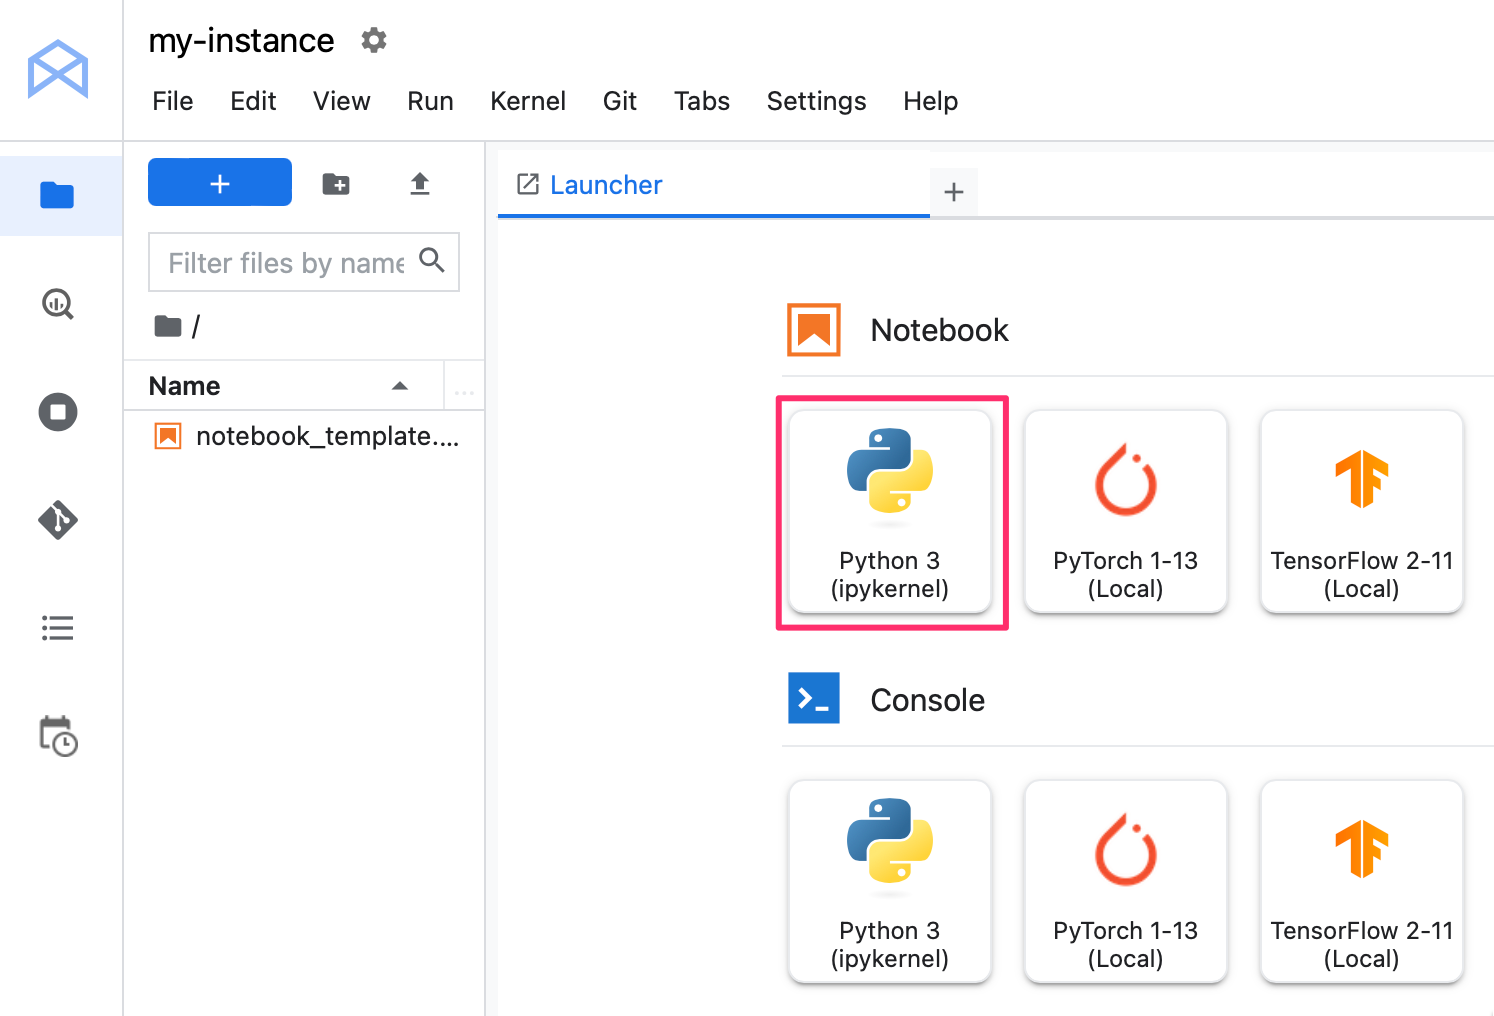 my-instance
File Edit View Run Kernel Git Tabs Settings Help
+
Launcher
+
Filter files by name
/
Name
...
notebook_template....
Notebook
Python 3
(ipykernel)
PyTorch 1-13
(Local)
TensorFlow 2-11
(Local)
Console
Python 3
(ipykernel)
PyTorch 1-13
(Local)
TensorFlow 2-11
(Local)